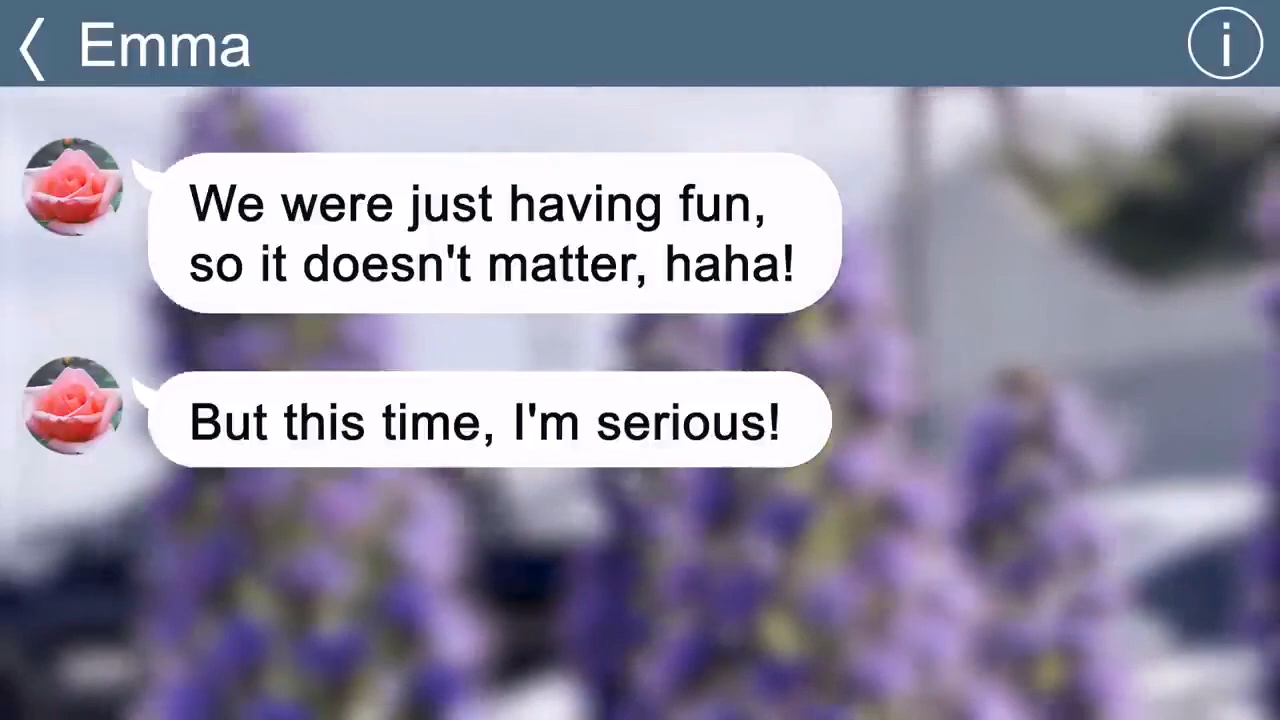 Emma
We were just having fun,
so it doesn't matter, haha!
But this time, I'm serious!